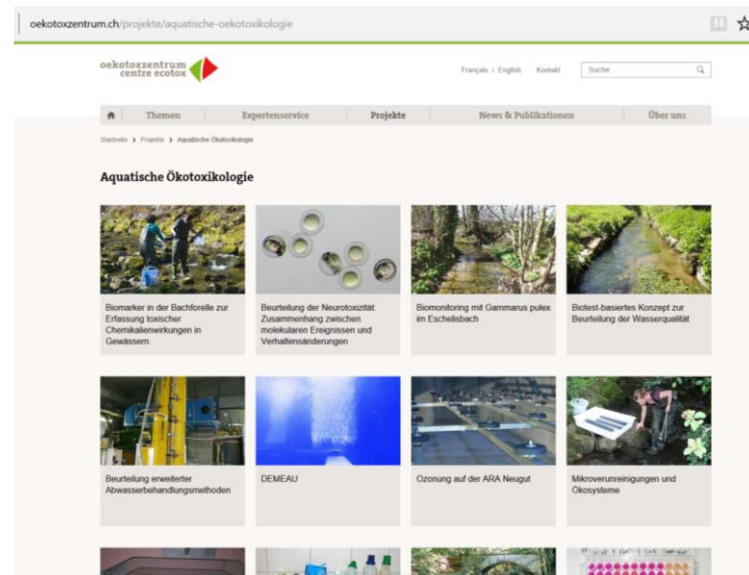 oekotoxzentrum.ch/projekte/aquatische-oekotoxikologie
oekotoxzentrum
centre ecotox
Français | English Kontakt Suche
Themen Expertenservice Projekte News & Publikationen Über uns
Startseite > Projekte > Aquatische Ökotoxikologie
Aquatische Ökotoxikologie
Biomarker in der Bachforelle zur
Erfassung toxischer
Chemikalienwirkungen in
Gewässern
Beurteilung der Neurotoxizität:
Zusammenhang zwischen
molekularen Ereignissen und
Verhaltensänderungen
Biomonitoring mit Gammarus pulex
im Eschelisbach
Biotest-basiertes Konzept zur
Beurteilung der Wasserqualität
Beurteilung erweiterter
Abwasserbehandlungsmethoden
DEMEAU
Ozonung auf der ARA Neugut
Mikroverunreinigungen und
Ökosysteme